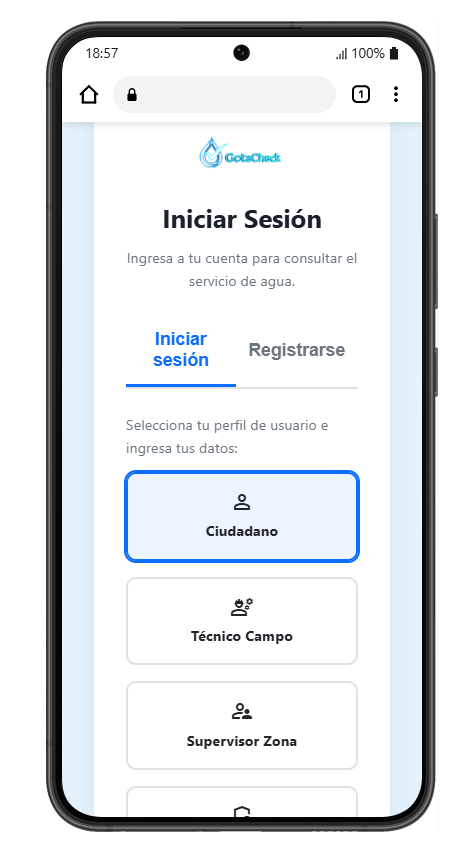 18:57
100%
1
GotaCheck
Iniciar Sesión
Ingresa a tu cuenta para consultar el
servicio de agua.
Iniciar
sesión
Registrarse
Selecciona tu perfil de usuario e
ingresa tus datos:
Ciudadano
Técnico Campo
Supervisor Zona